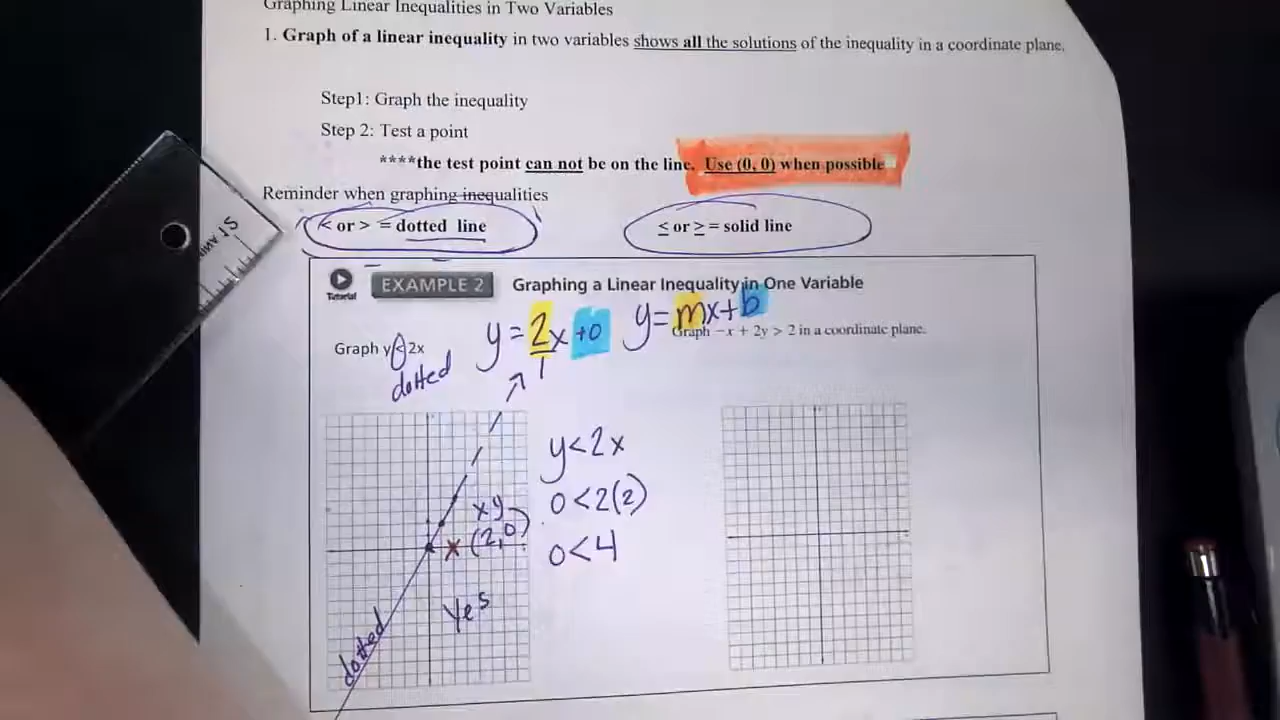 Graphing Linear Inequalities in Two Variables
1. Graph of a linear inequality in two variables shows all the solutions of the inequality in a coordinate plane.
Step1: Graph the inequality
Step 2: Test a point
****the test point can not be on the line. Use (0, 0) when possible
Reminder when graphing inequalities
< or > = dotted line
≤ or ≥ = solid line
Tutorial
EXAMPLE 2 Graphing a Linear Inequality in One Variable
y = 2x + 0
1
y = mx + b
Graph y < 2x
dotted
Graph −x + 2y > 2 in a coordinate plane.
y < 2x
0 < 2(2)
0 < 4
x y
(2, 0)
x
Yes
dotted